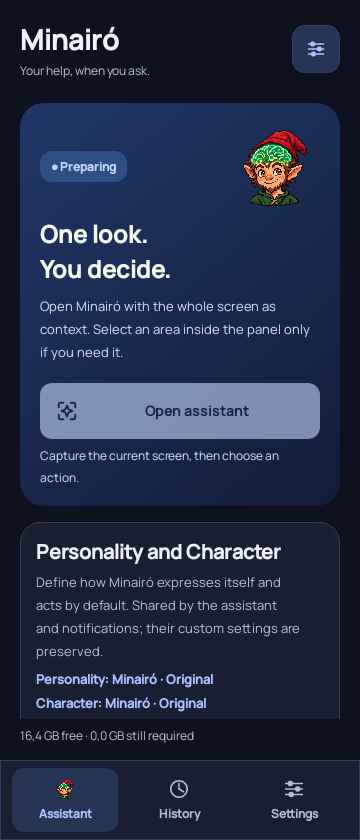 Minairó
Your help, when you ask.
Preparing
One look.
You decide.
Open Minairó with the whole screen as
context. Select an area inside the panel only
if you need it.
Open assistant
Capture the current screen, then choose an
action.
Personality and Character
Define how Minairó expresses itself and
acts by default. Shared by the assistant
and notifications; their custom settings are
preserved.
Personality: Minairó · Original
Character: Minairó · Original
16,4 GB free · 0,0 GB still required
Assistant
History
Settings